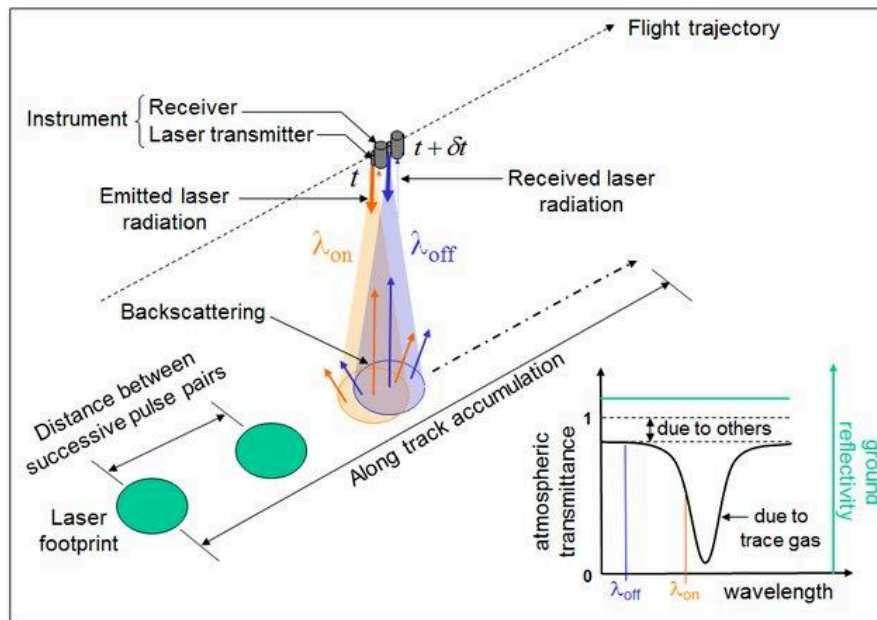 Flight trajectory
Instrument
Receiver
Laser transmitter
t + δt
t
Emitted laser
radiation
Received laser
radiation
λon
λoff
Backscattering
Distance between
successive pulse pairs
Along track accumulation
Laser
footprint
atmospheric
transmittance
1
0
due to others
due to
trace gas
ground
reflectivity
λoff
λon
wavelength